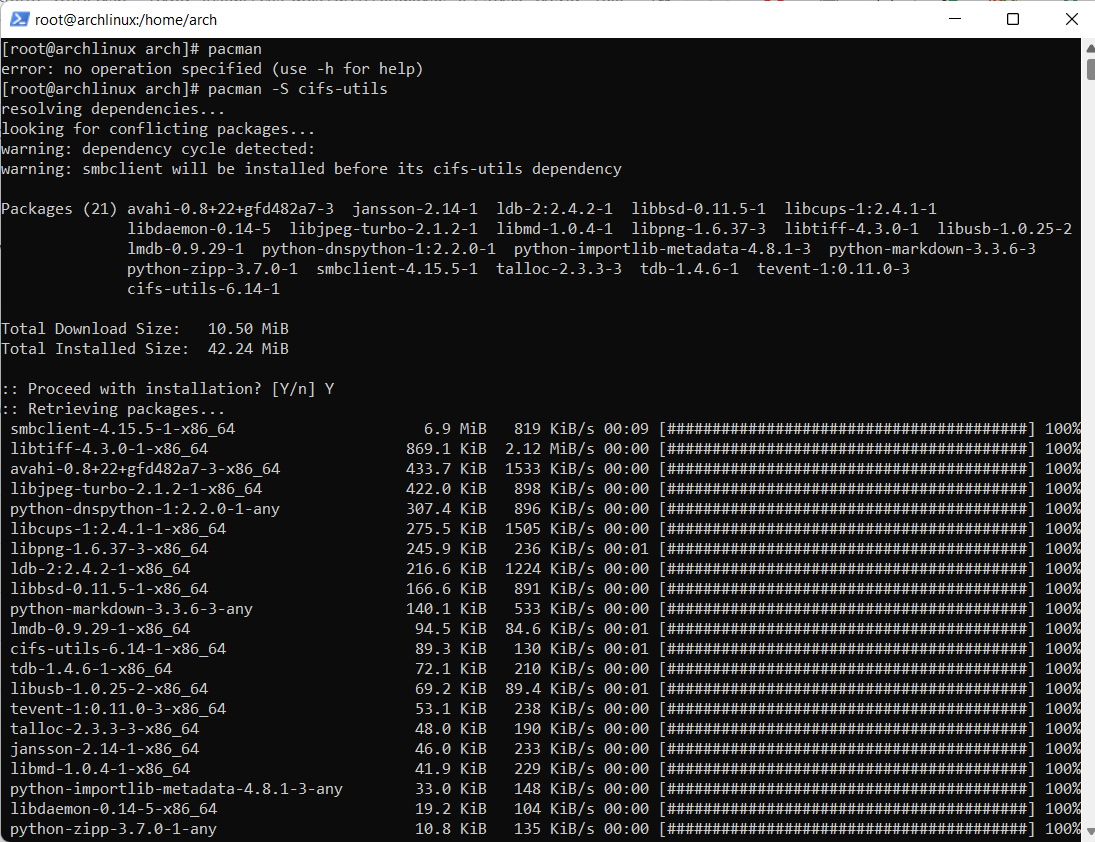 root@archlinux:/home/arch
[root@archlinux arch]# pacman
error: no operation specified (use -h for help)
[root@archlinux arch]# pacman -S cifs-utils
resolving dependencies...
looking for conflicting packages...
warning: dependency cycle detected:
warning: smbclient will be installed before its cifs-utils dependency
Packages (21) avahi-0.8+22+gfd482a7-3  jansson-2.14-1  ldb-2:2.4.2-1  libbsd-0.11.5-1  libcups-1:2.4.1-1
libdaemon-0.14-5  libjpeg-turbo-2.1.2-1  libmd-1.0.4-1  libpng-1.6.37-3  libtiff-4.3.0-1  libusb-1.0.25-2
lmdb-0.9.29-1  python-dnspython-1:2.2.0-1  python-importlib-metadata-4.8.1-3  python-markdown-3.3.6-3
python-zipp-3.7.0-1  smbclient-4.15.5-1  talloc-2.3.3-3  tdb-1.4.6-1  tevent-1:0.11.0-3
cifs-utils-6.14-1
Total Download Size:   10.50 MiB
Total Installed Size:  42.24 MiB
:: Proceed with installation? [Y/n] Y
:: Retrieving packages...
smbclient-4.15.5-1-x86_64 6.9 MiB 819 KiB/s 00:09 [########################################] 100%
libtiff-4.3.0-1-x86_64 869.1 KiB 2.12 MiB/s 00:00 [########################################] 100%
avahi-0.8+22+gfd482a7-3-x86_64 433.7 KiB 1533 KiB/s 00:00 [########################################] 100%
libjpeg-turbo-2.1.2-1-x86_64 422.0 KiB 898 KiB/s 00:00 [########################################] 100%
python-dnspython-1:2.2.0-1-any 307.4 KiB 896 KiB/s 00:00 [########################################] 100%
libcups-1:2.4.1-1-x86_64 275.5 KiB 1505 KiB/s 00:00 [########################################] 100%
libpng-1.6.37-3-x86_64 245.9 KiB 236 KiB/s 00:01 [########################################] 100%
ldb-2:2.4.2-1-x86_64 216.6 KiB 1224 KiB/s 00:00 [########################################] 100%
libbsd-0.11.5-1-x86_64 166.6 KiB 891 KiB/s 00:00 [########################################] 100%
python-markdown-3.3.6-3-any 140.1 KiB 533 KiB/s 00:00 [########################################] 100%
lmdb-0.9.29-1-x86_64 94.5 KiB 84.6 KiB/s 00:01 [########################################] 100%
cifs-utils-6.14-1-x86_64 89.3 KiB 130 KiB/s 00:01 [########################################] 100%
tdb-1.4.6-1-x86_64 72.1 KiB 210 KiB/s 00:00 [########################################] 100%
libusb-1.0.25-2-x86_64 69.2 KiB 89.4 KiB/s 00:01 [########################################] 100%
tevent-1:0.11.0-3-x86_64 53.1 KiB 238 KiB/s 00:00 [########################################] 100%
talloc-2.3.3-3-x86_64 48.0 KiB 190 KiB/s 00:00 [########################################] 100%
jansson-2.14-1-x86_64 46.0 KiB 233 KiB/s 00:00 [########################################] 100%
libmd-1.0.4-1-x86_64 41.9 KiB 229 KiB/s 00:00 [########################################] 100%
python-importlib-metadata-4.8.1-3-any 33.0 KiB 148 KiB/s 00:00 [########################################] 100%
libdaemon-0.14-5-x86_64 19.2 KiB 104 KiB/s 00:00 [########################################] 100%
python-zipp-3.7.0-1-any 10.8 KiB 135 KiB/s 00:00 [########################################] 100%